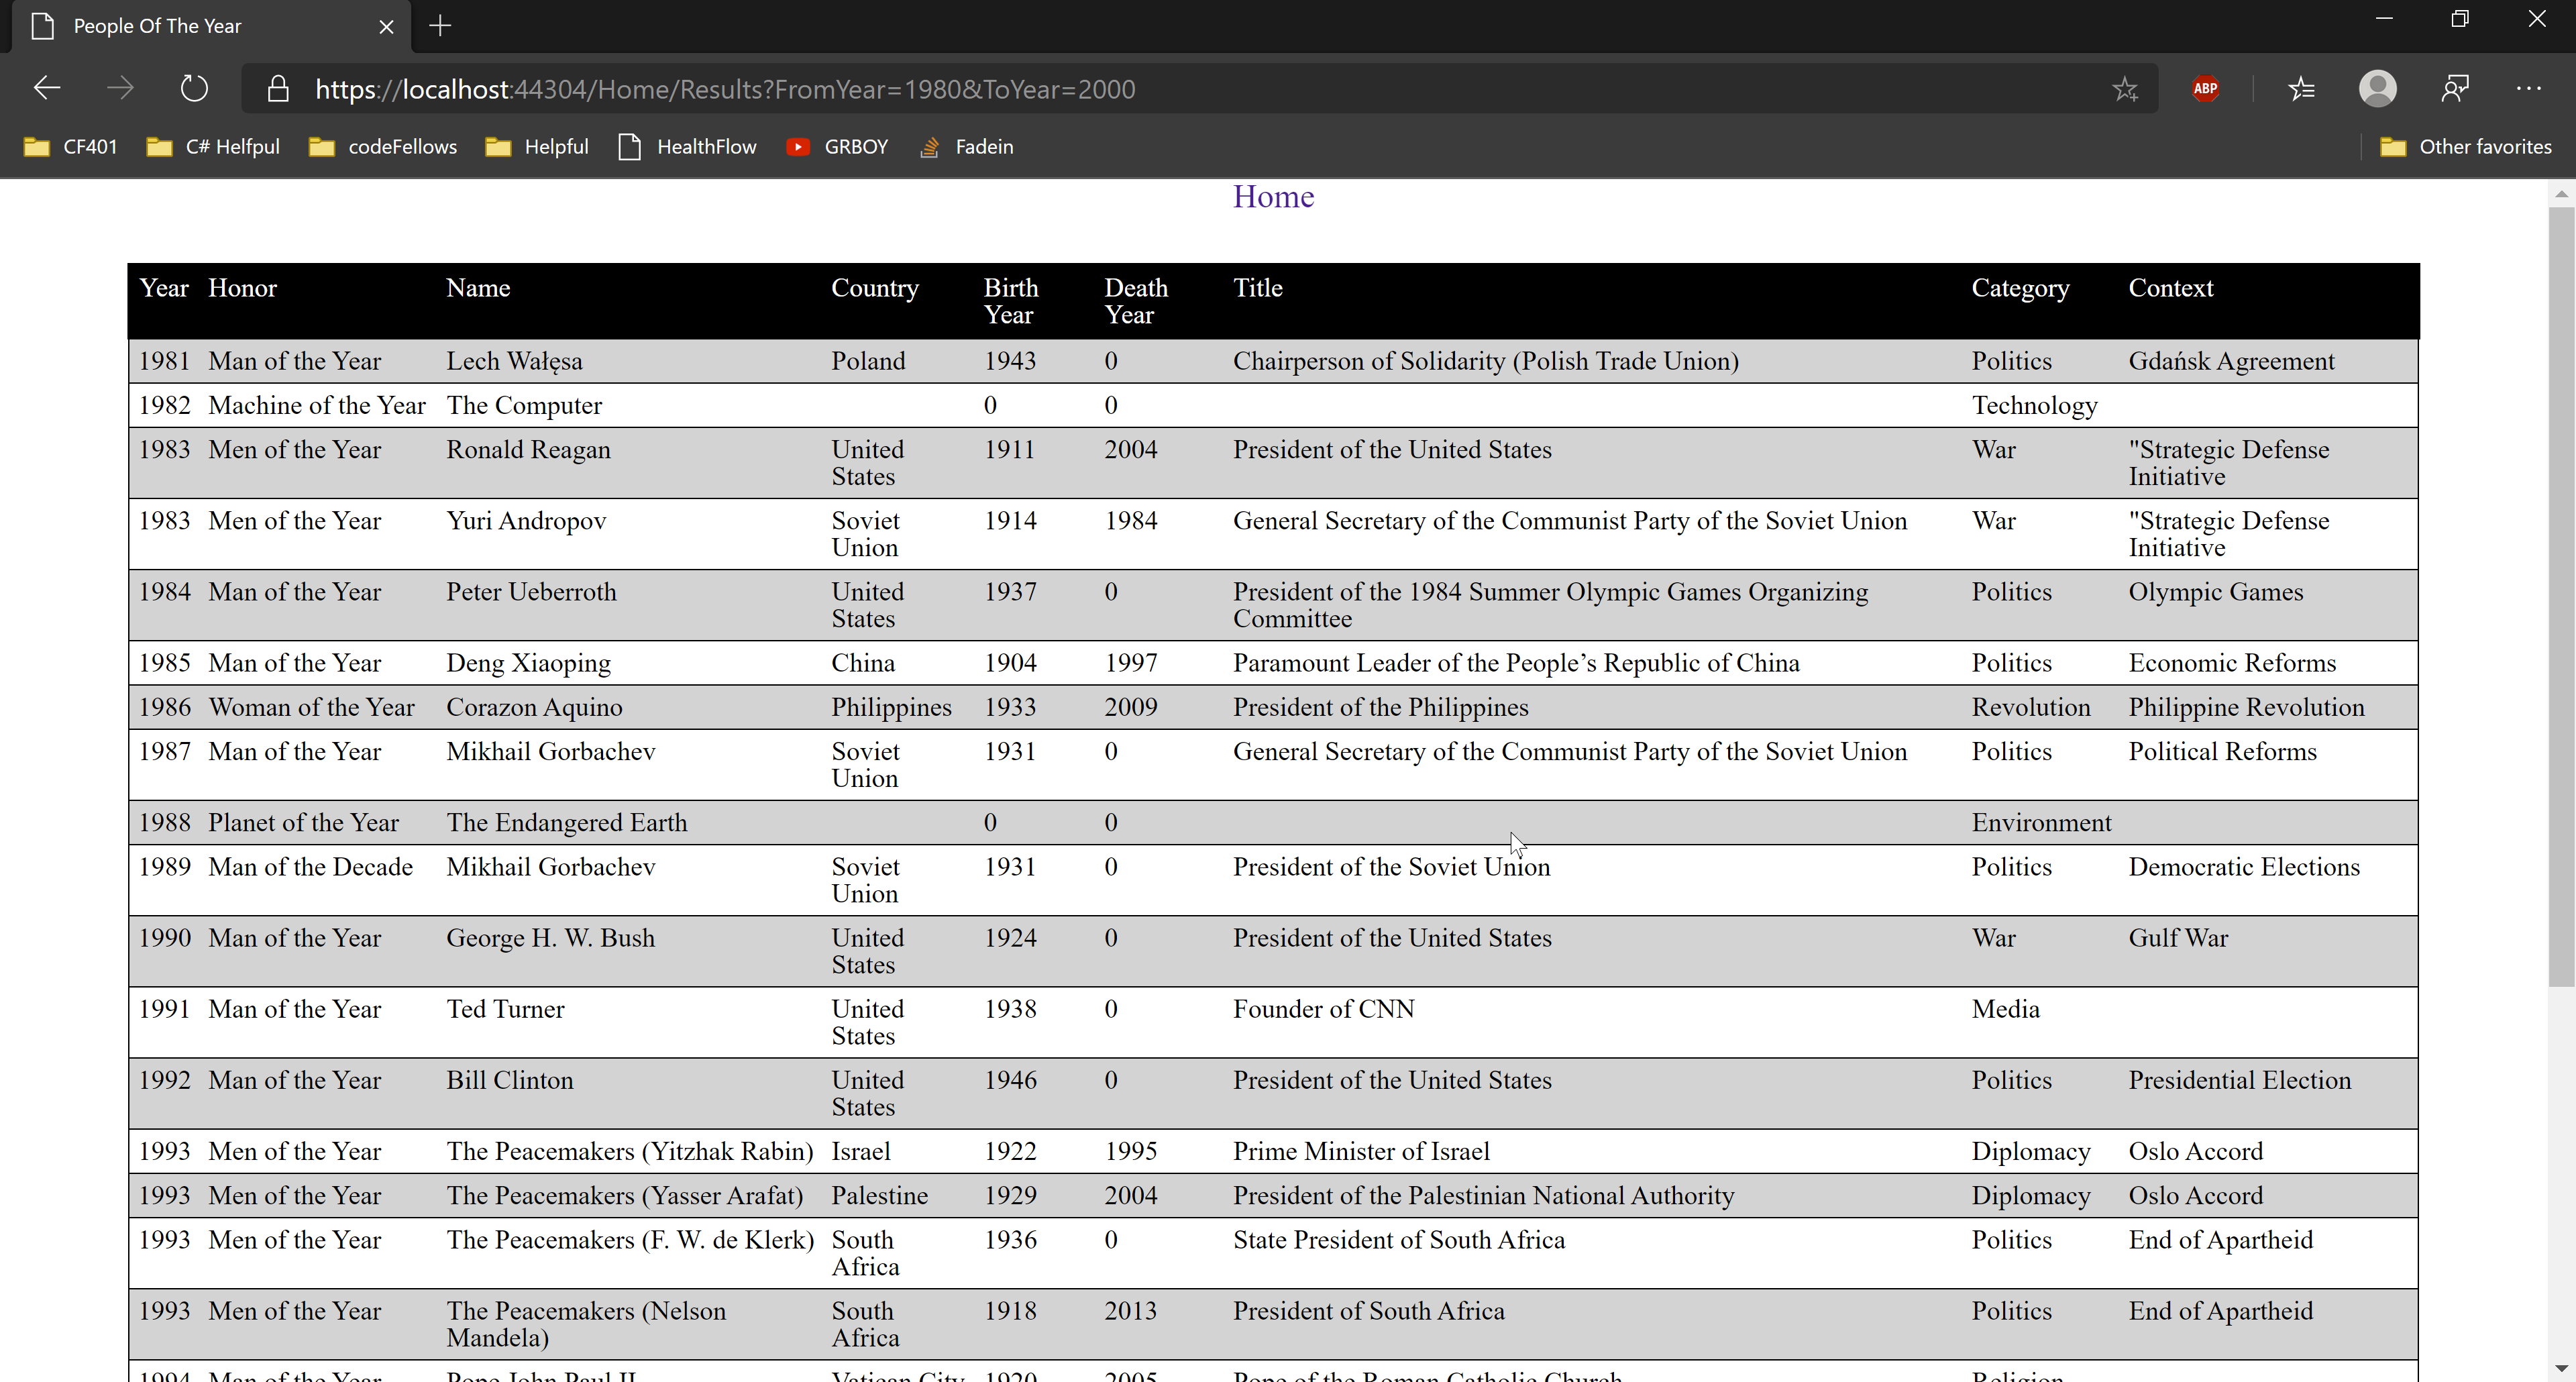 People Of The Year
https://localhost:44304/Home/Results?FromYear=1980&ToYear=2000
ABP
CF401 C# Helfpul codeFellows Helpful HealthFlow GRBOY Fadein Other favorites
Home
Year Honor Name Country Birth Year Death Year Title Category Context
1981 Man of the Year Lech Wałęsa Poland 1943 0 Chairperson of Solidarity (Polish Trade Union) Politics Gdańsk Agreement
1982 Machine of the Year The Computer 0 0 Technology
1983 Men of the Year Ronald Reagan United States 1911 2004 President of the United States War "Strategic Defense Initiative
1983 Men of the Year Yuri Andropov Soviet Union 1914 1984 General Secretary of the Communist Party of the Soviet Union War "Strategic Defense Initiative
1984 Man of the Year Peter Ueberroth United States 1937 0 President of the 1984 Summer Olympic Games Organizing Committee Politics Olympic Games
1985 Man of the Year Deng Xiaoping China 1904 1997 Paramount Leader of the People’s Republic of China Politics Economic Reforms
1986 Woman of the Year Corazon Aquino Philippines 1933 2009 President of the Philippines Revolution Philippine Revolution
1987 Man of the Year Mikhail Gorbachev Soviet Union 1931 0 General Secretary of the Communist Party of the Soviet Union Politics Political Reforms
1988 Planet of the Year The Endangered Earth 0 0 Environment
1989 Man of the Decade Mikhail Gorbachev Soviet Union 1931 0 President of the Soviet Union Politics Democratic Elections
1990 Man of the Year George H. W. Bush United States 1924 0 President of the United States War Gulf War
1991 Man of the Year Ted Turner United States 1938 0 Founder of CNN Media
1992 Man of the Year Bill Clinton United States 1946 0 President of the United States Politics Presidential Election
1993 Men of the Year The Peacemakers (Yitzhak Rabin) Israel 1922 1995 Prime Minister of Israel Diplomacy Oslo Accord
1993 Men of the Year The Peacemakers (Yasser Arafat) Palestine 1929 2004 President of the Palestinian National Authority Diplomacy Oslo Accord
1993 Men of the Year The Peacemakers (F. W. de Klerk) South Africa 1936 0 State President of South Africa Politics End of Apartheid
1993 Men of the Year The Peacemakers (Nelson Mandela) South Africa 1918 2013 President of South Africa Politics End of Apartheid
1994 Man of the Year Pope John Paul II Vatican City 1920 2005 Pope of the Roman Catholic Church Religion